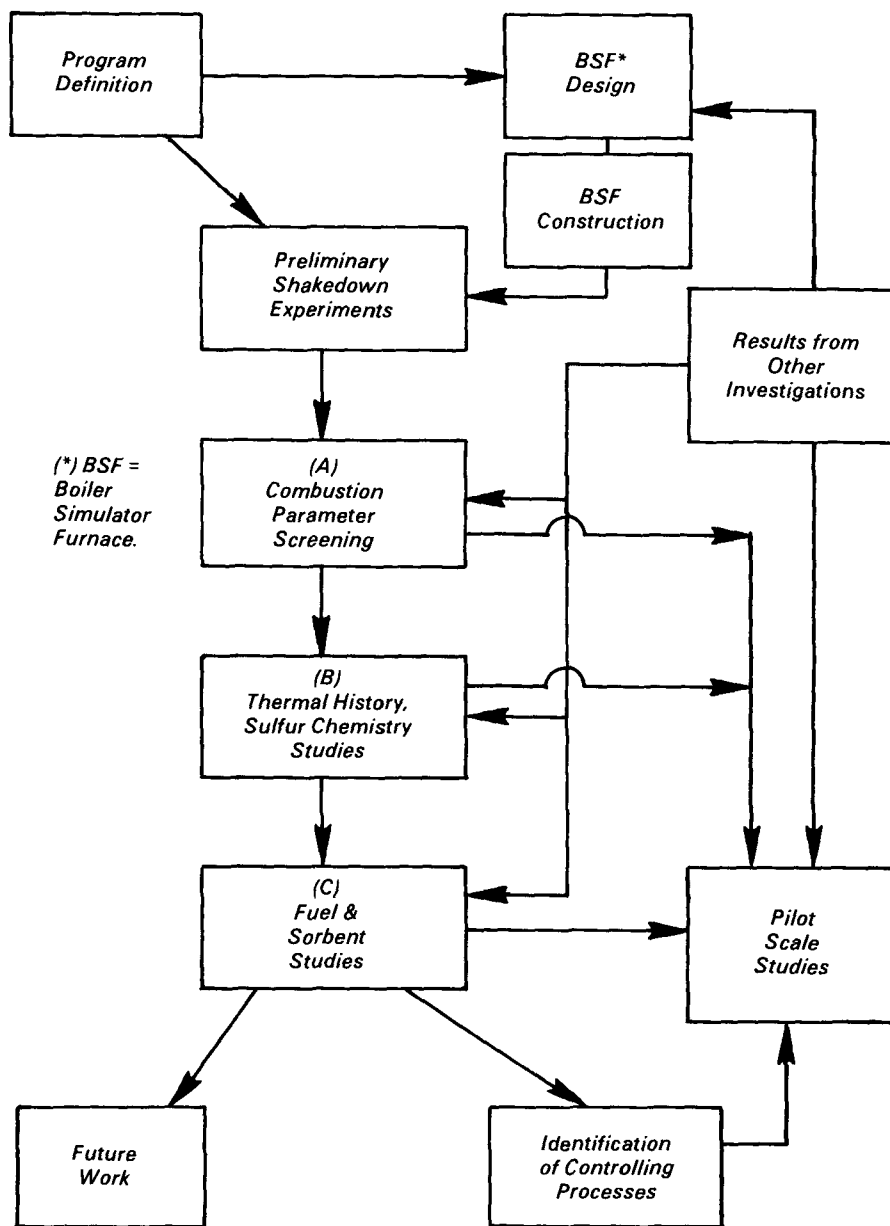 Program
Definition
BSF*
Design
BSF
Construction
Preliminary
Shakedown
Experiments
Results from
Other
Investigations
(*) BSF =
Boiler
Simulator
Furnace.
(A)
Combustion
Parameter
Screening
(B)
Thermal History,
Sulfur Chemistry
Studies
(C)
Fuel &
Sorbent
Studies
Pilot
Scale
Studies
Future
Work
Identification
of Controlling
Processes